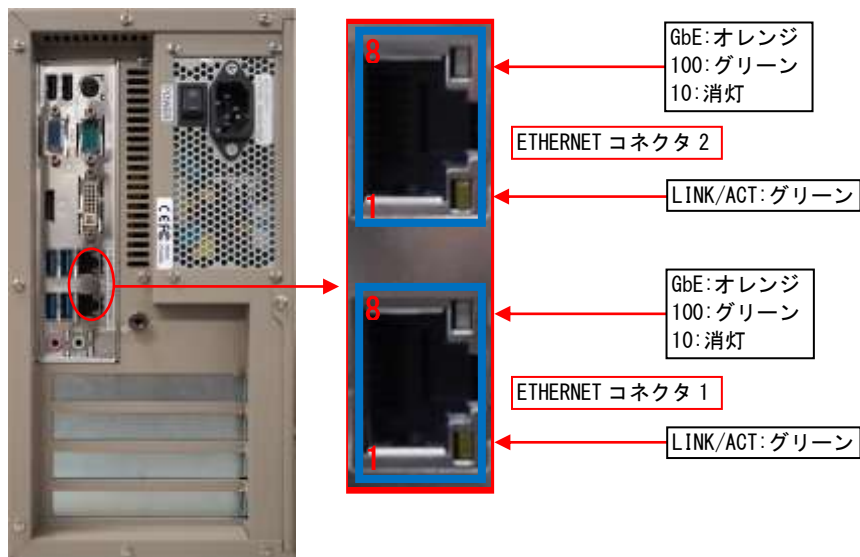 8
GbE:オレンジ
100:グリーン
10:消灯
ETHERNET コネクタ 2
1
LINK/ACT:グリーン
8
GbE:オレンジ
100:グリーン
10:消灯
ETHERNET コネクタ 1
1
LINK/ACT:グリーン